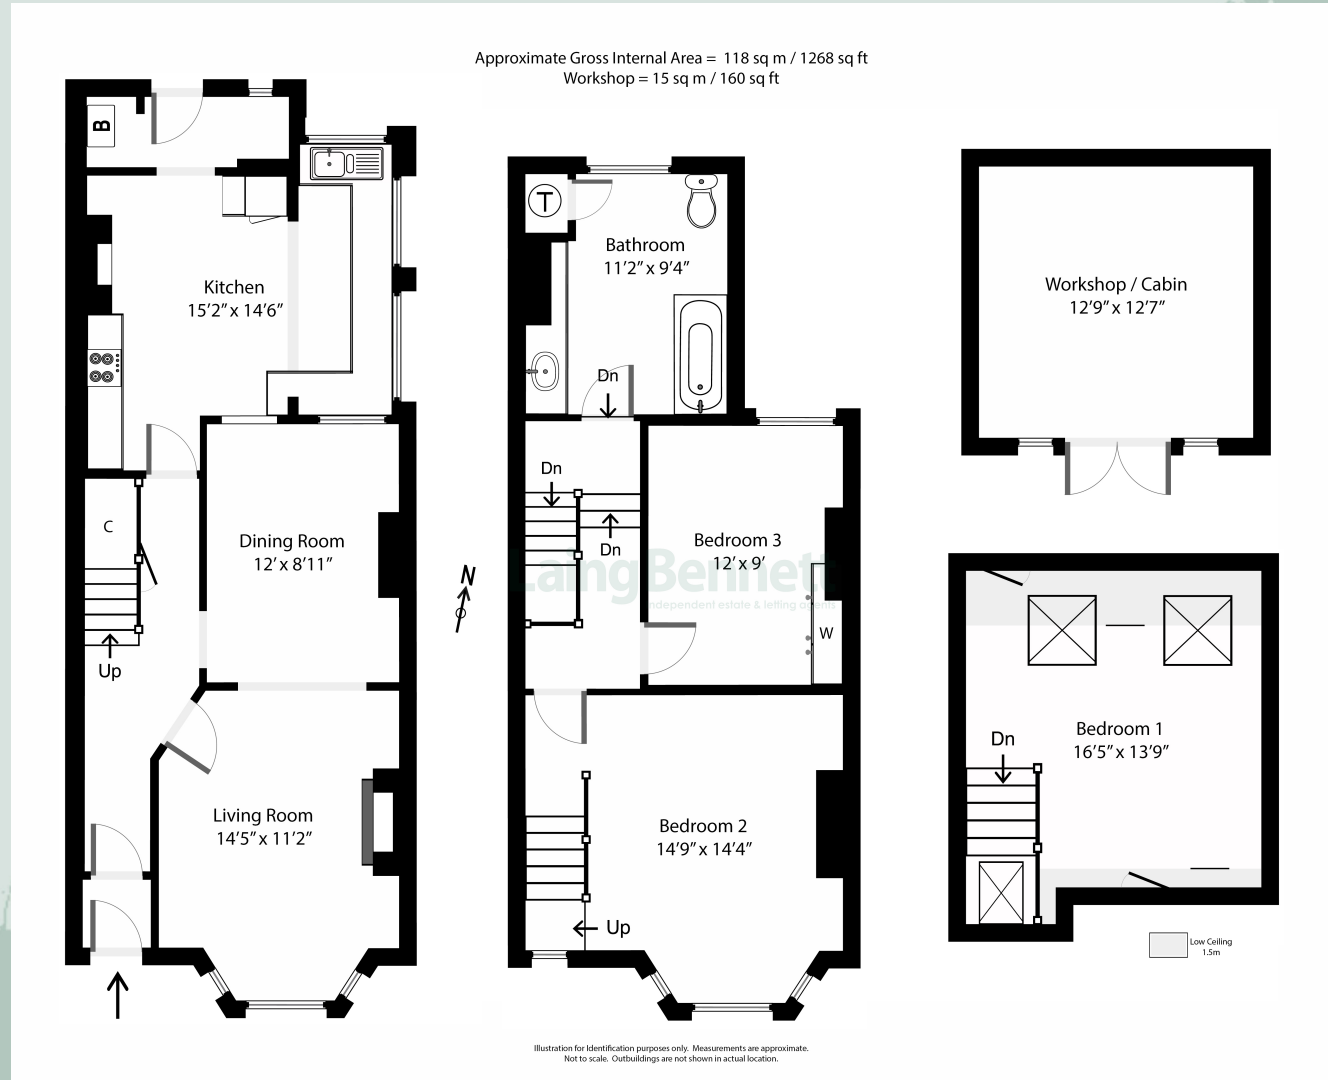 Approximate Gross Internal Area = 118 sq m / 1268 sq ft
Workshop = 15 sq m / 160 sq ft
B
Kitchen
15'2" x 14'6"
C
Up
Dining Room
12' x 8'11"
Living Room
14'5" x 11'2"
N
T
Bathroom
11'2" x 9'4"
Dn
Dn
Dn
Bedroom 3
12' x 9'
W
Laing Bennett
independent estate & letting agents
Bedroom 2
14'9" x 14'4"
Up
Workshop / Cabin
12'9" x 12'7"
Bedroom 1
16'5" x 13'9"
Dn
Low Ceiling
1.5m
Illustration for Identification purposes only. Measurements are approximate.
Not to scale. Outbuildings are not shown in actual location.